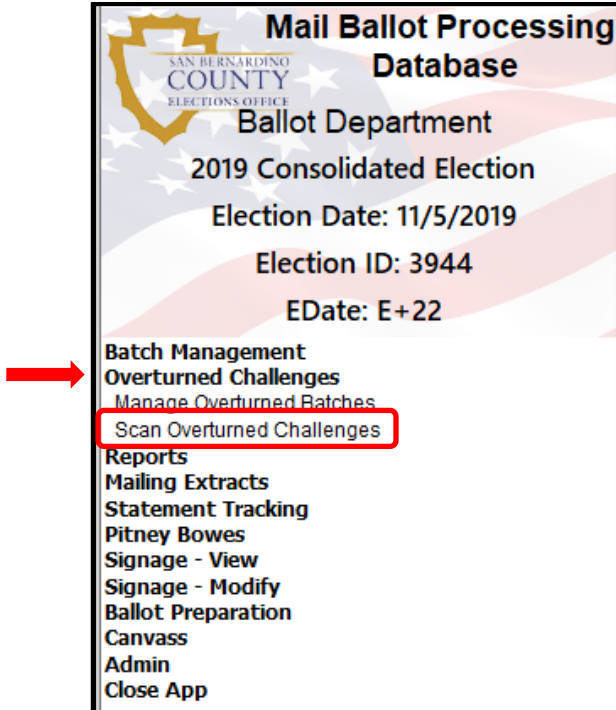 Mail Ballot Processing
Database
SAN BERNARDINO
COUNTY
ELECTIONS OFFICE
Ballot Department
2019 Consolidated Election
Election Date: 11/5/2019
Election ID: 3944
EDate: E+22
Batch Management
Overturned Challenges
Manage Overturned Batches
Scan Overturned Challenges
Reports
Mailing Extracts
Statement Tracking
Pitney Bowes
Signage - View
Signage - Modify
Ballot Preparation
Canvass
Admin
Close App